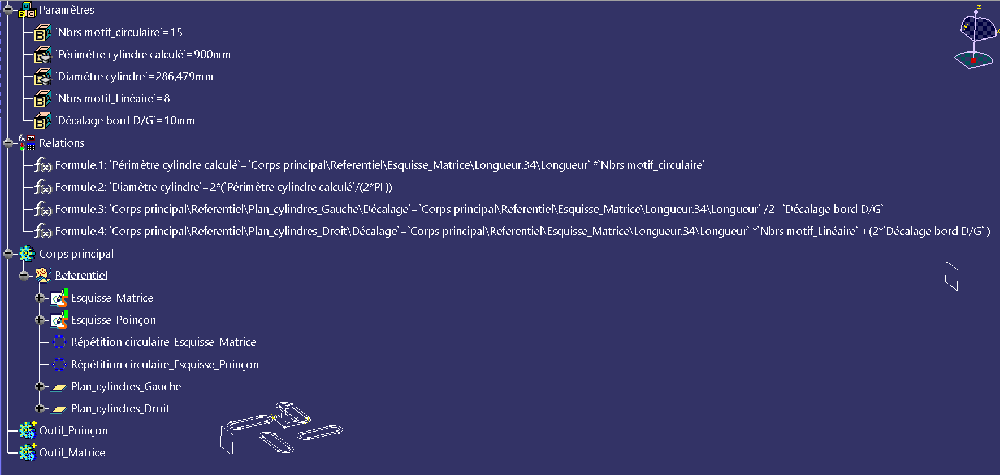 Paramètres
`Nbrs motif_circulaire`=15
`Périmètre cylindre calculé`=900mm
`Diamètre cylindre`=286,479mm
`Nbrs motif_Linéaire`=8
`Décalage bord D/G`=10mm
Relations
Formule.1: `Périmètre cylindre calculé`=`Corps principal\Referentiel\Esquisse_Matrice\Longueur.34\Longueur` *`Nbrs motif_circulaire`
Formule.2: `Diamètre cylindre`=2*(`Périmètre cylindre calculé`/(2*PI ))
Formule.3: `Corps principal\Referentiel\Plan_cylindres_Gauche\Décalage`=`Corps principal\Referentiel\Esquisse_Matrice\Longueur.34\Longueur` /2+`Décalage bord D/G`
Formule.4: `Corps principal\Referentiel\Plan_cylindres_Droit\Décalage`=`Corps principal\Referentiel\Esquisse_Matrice\Longueur.34\Longueur` *`Nbrs motif_Linéaire` +(2*`Décalage bord D/G` )
Corps principal
Referentiel
Esquisse_Matrice
Esquisse_Poinçon
Répétition circulaire_Esquisse_Matrice
Répétition circulaire_Esquisse_Poinçon
Plan_cylindres_Gauche
Plan_cylindres_Droit
Outil_Poinçon
Outil_Matrice
z
y
x